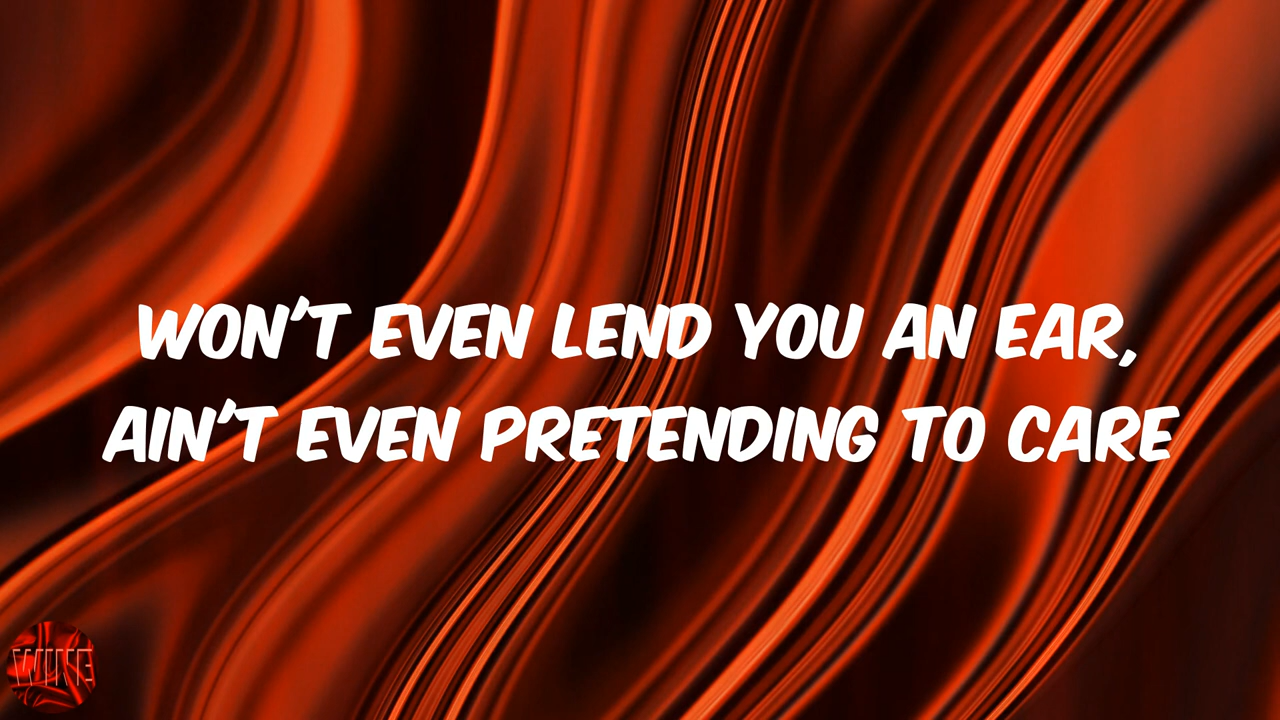 WON'T EVEN LEND YOU AN EAR,
AIN'T EVEN PRETENDING TO CARE